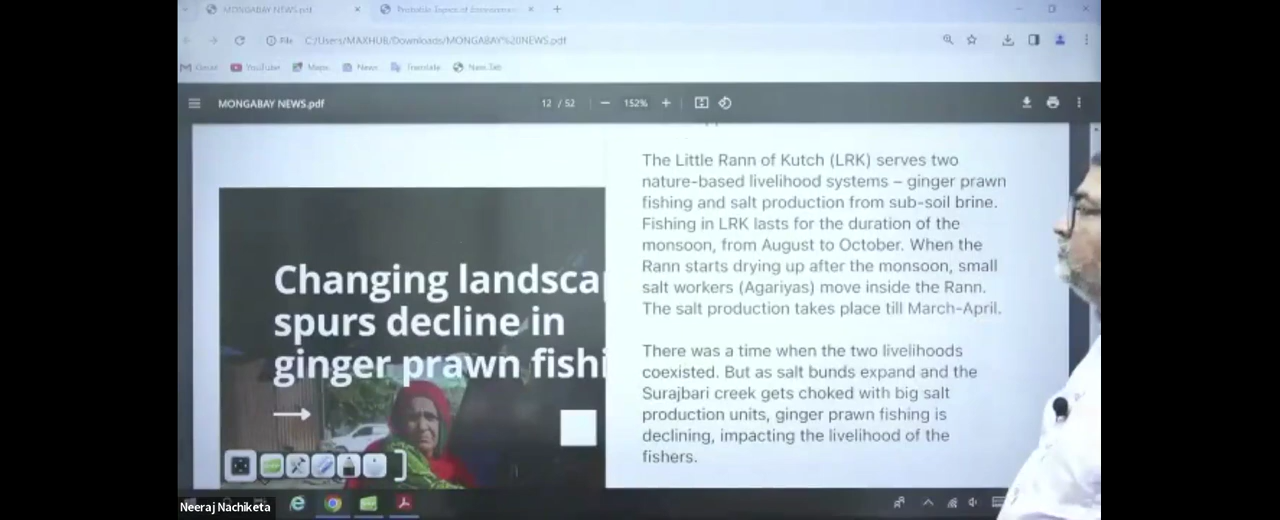 MONGABAY NEWS.pdf
Probable Topics of
File C:/Users/MAXHUB/Downloads/MONGABAY%20NEWS.pdf
Gmail YouTube Maps News Translate New Tab
MONGABAY NEWS.pdf 12 / 52 152%
The Little Rann of Kutch (LRK) serves two
nature-based livelihood systems – ginger prawn
fishing and salt production from sub-soil brine.
Fishing in LRK lasts for the duration of the
monsoon, from August to October. When the
Rann starts drying up after the monsoon, small
salt workers (Agariyas) move inside the Rann.
The salt production takes place till March-April.
There was a time when the two livelihoods
coexisted. But as salt bunds expand and the
Surajbari creek gets choked with big salt
production units, ginger prawn fishing is
declining, impacting the livelihood of the
fishers.
Changing landsca
spurs decline in
ginger prawn fishi
Neeraj Nachiketa